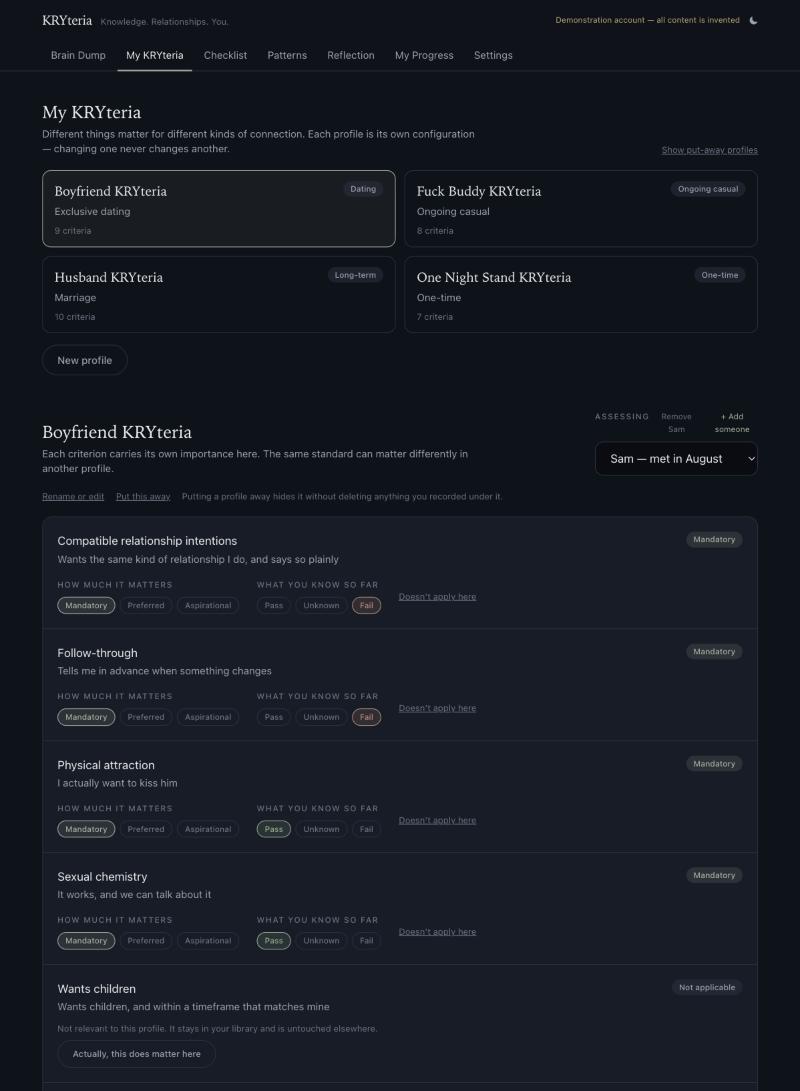 KRYteria Knowledge. Relationships. You.
Demonstration account — all content is invented
Brain Dump My KRYteria Checklist Patterns Reflection My Progress Settings
My KRYteria
Different things matter for different kinds of connection. Each profile is its own configuration
— changing one never changes another.
Show put-away profiles
Boyfriend KRYteria Dating
Exclusive dating
9 criteria
Fuck Buddy KRYteria Ongoing casual
Ongoing casual
8 criteria
Husband KRYteria Long-term
Marriage
10 criteria
One Night Stand KRYteria One-time
One-time
7 criteria
New profile
Boyfriend KRYteria
Each criterion carries its own importance here. The same standard can matter differently in
another profile.
ASSESSING Remove Sam + Add someone
Sam — met in August
Rename or edit Put this away Putting a profile away hides it without deleting anything you recorded under it.
Compatible relationship intentions Mandatory
Wants the same kind of relationship I do, and says so plainly
HOW MUCH IT MATTERS WHAT YOU KNOW SO FAR
Mandatory Preferred Aspirational Pass Unknown Fail Doesn't apply here
Follow-through Mandatory
Tells me in advance when something changes
HOW MUCH IT MATTERS WHAT YOU KNOW SO FAR
Mandatory Preferred Aspirational Pass Unknown Fail Doesn't apply here
Physical attraction Mandatory
I actually want to kiss him
HOW MUCH IT MATTERS WHAT YOU KNOW SO FAR
Mandatory Preferred Aspirational Pass Unknown Fail Doesn't apply here
Sexual chemistry Mandatory
It works, and we can talk about it
HOW MUCH IT MATTERS WHAT YOU KNOW SO FAR
Mandatory Preferred Aspirational Pass Unknown Fail Doesn't apply here
Wants children Not applicable
Wants children, and within a timeframe that matches mine
Not relevant to this profile. It stays in your library and is untouched elsewhere.
Actually, this does matter here